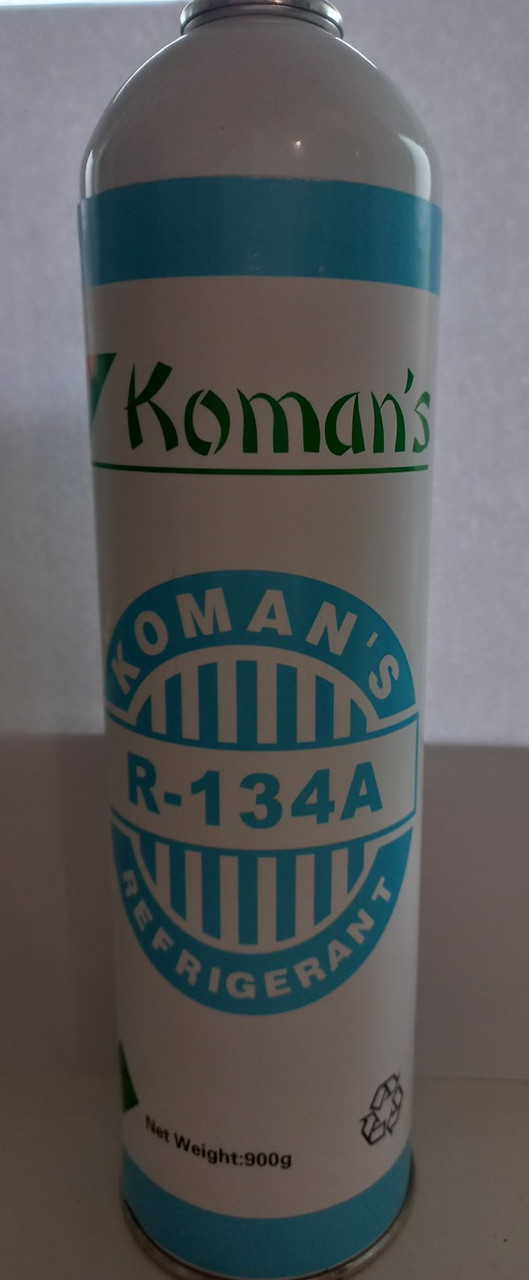 Koman's
KOMAN'S
R-134A
REFRIGERANT
Net Weight:900g